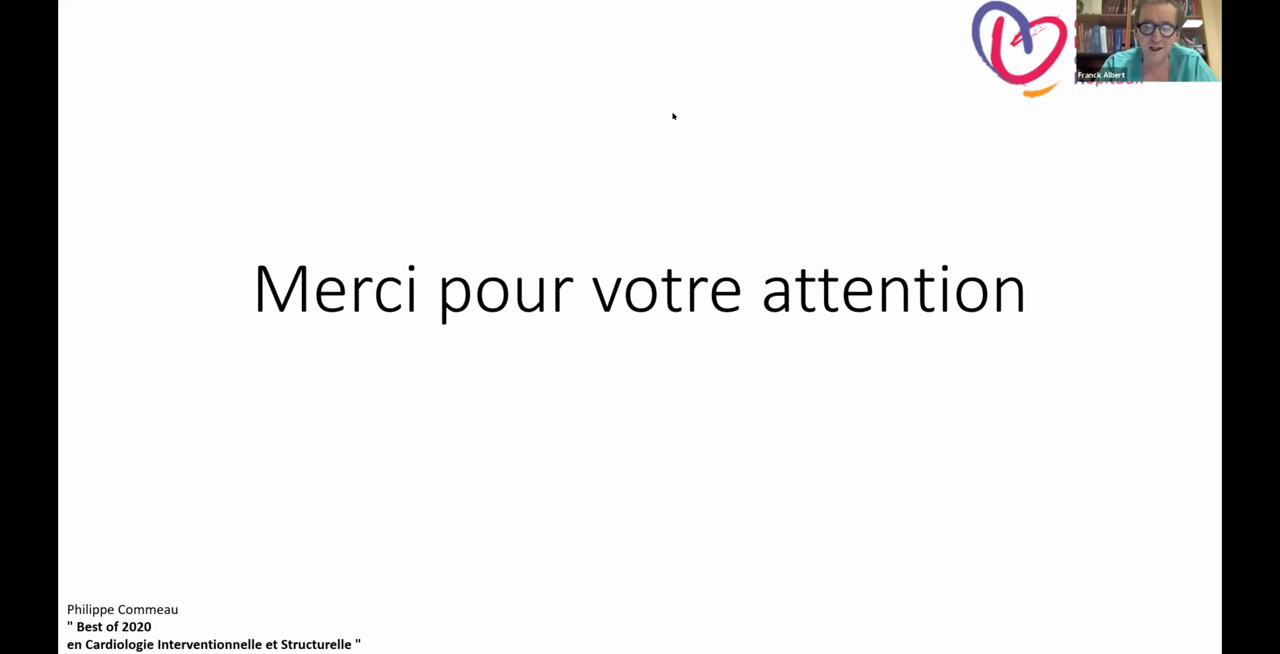 Franck Albert
Merci pour votre attention
Philippe Commeau
" Best of 2020
en Cardiologie Interventionnelle et Structurelle "